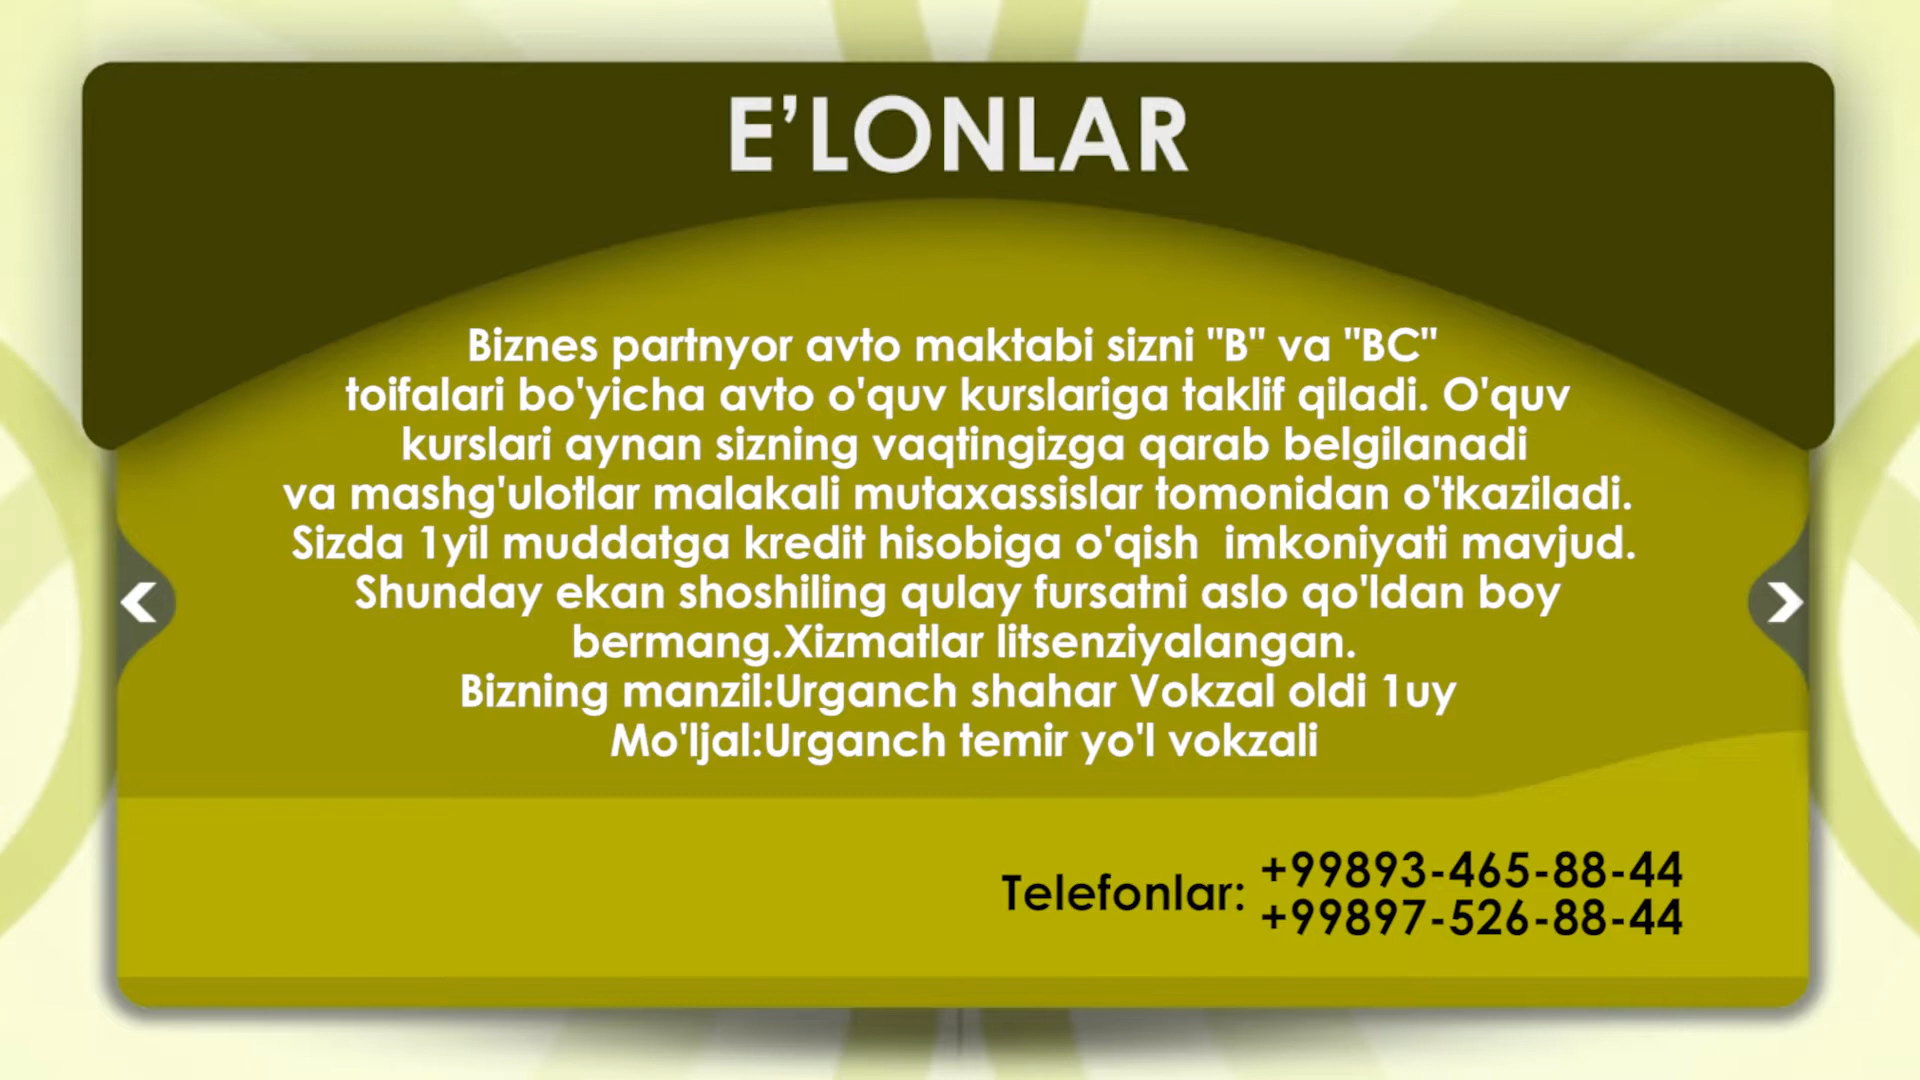 E’LONLAR
Biznes partnyor avto maktabi sizni "B" va "BC"
toifalari bo'yicha avto o'quv kurslariga taklif qiladi. O'quv
kurslari aynan sizning vaqtingizga qarab belgilanadi
va mashg'ulotlar malakali mutaxassislar tomonidan o'tkaziladi.
Sizda 1yil muddatga kredit hisobiga o'qish  imkoniyati mavjud.
Shunday ekan shoshiling qulay fursatni aslo qo'ldan boy
bermang.Xizmatlar litsenziyalangan.
Bizning manzil:Urganch shahar Vokzal oldi 1uy
Mo'ljal:Urganch temir yo'l vokzali
Telefonlar:
+99893-465-88-44
+99897-526-88-44